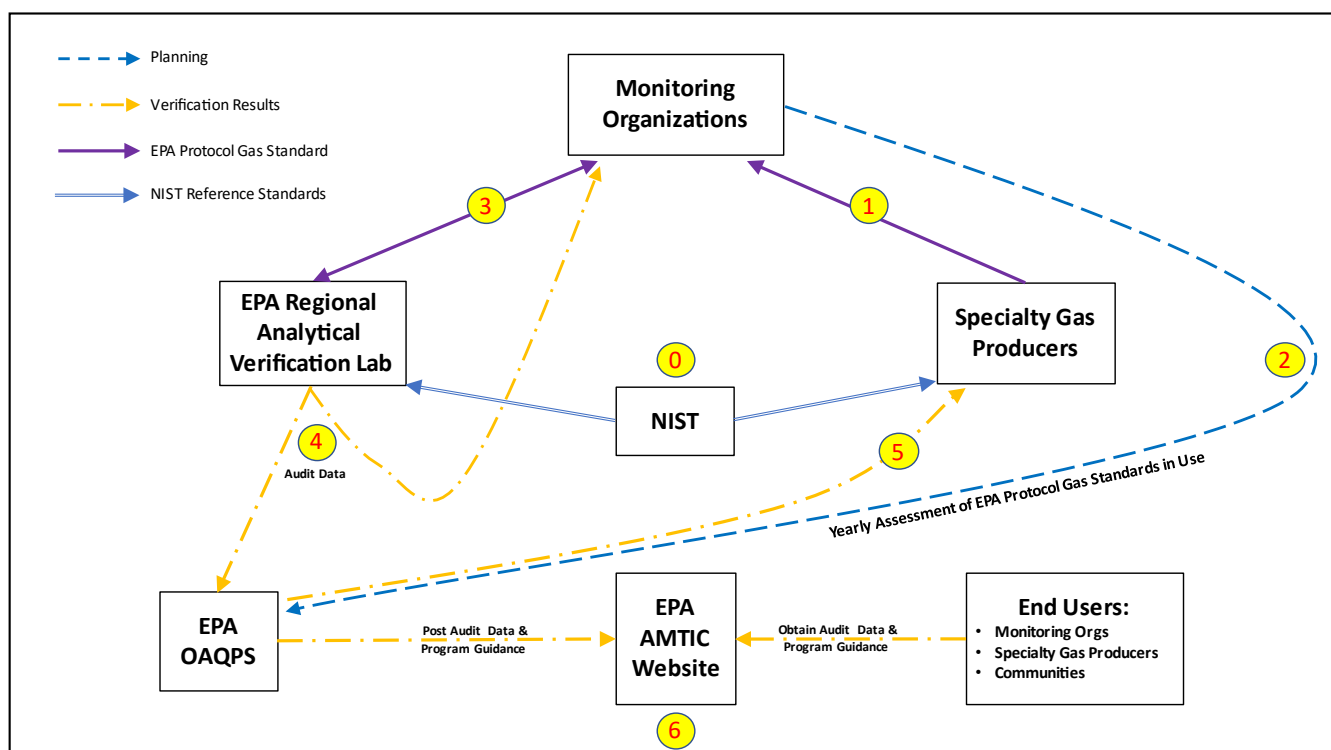 Planning
Verification Results
EPA Protocol Gas Standard
NIST Reference Standards
Monitoring
Organizations
3
1
EPA Regional
Analytical
Verification Lab
Specialty Gas
Producers
0
2
NIST
4
Audit Data
5
Yearly Assessment of EPA Protocol Gas Standards in Use
EPA
OAQPS
Post Audit Data &
Program Guidance
EPA
AMTIC
Website
Obtain Audit Data &
Program Guidance
End Users:
• Monitoring Orgs
• Specialty Gas Producers
• Communities
6